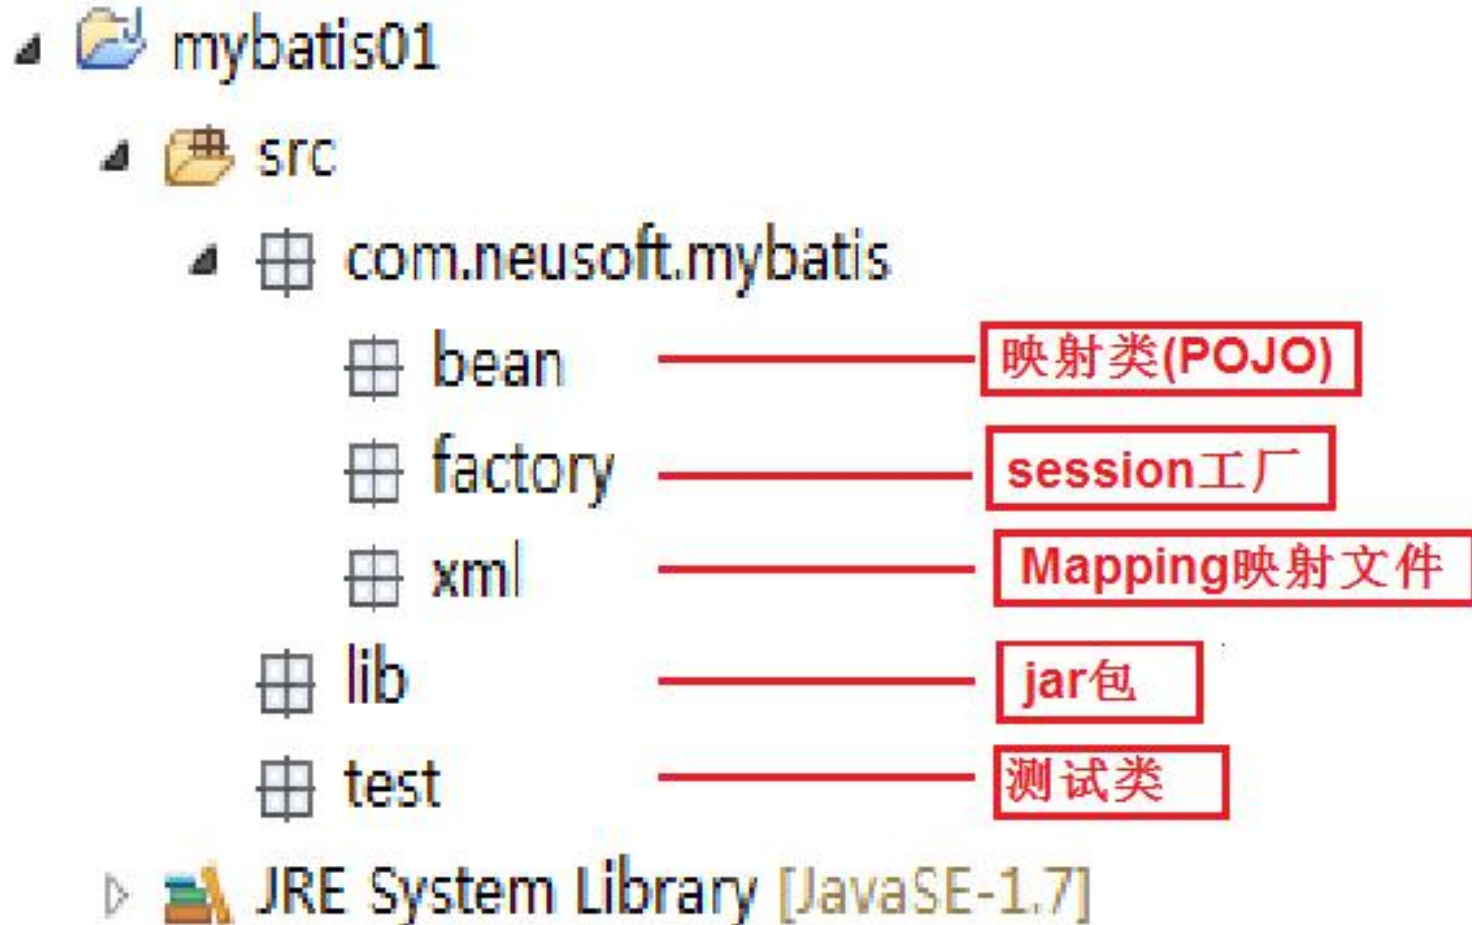 mybatis01
src
com.neusoft.mybatis
bean 映射类(POJO)
factory session工厂
xml Mapping映射文件
lib jar包
test 测试类
JRE System Library [JavaSE-1.7]